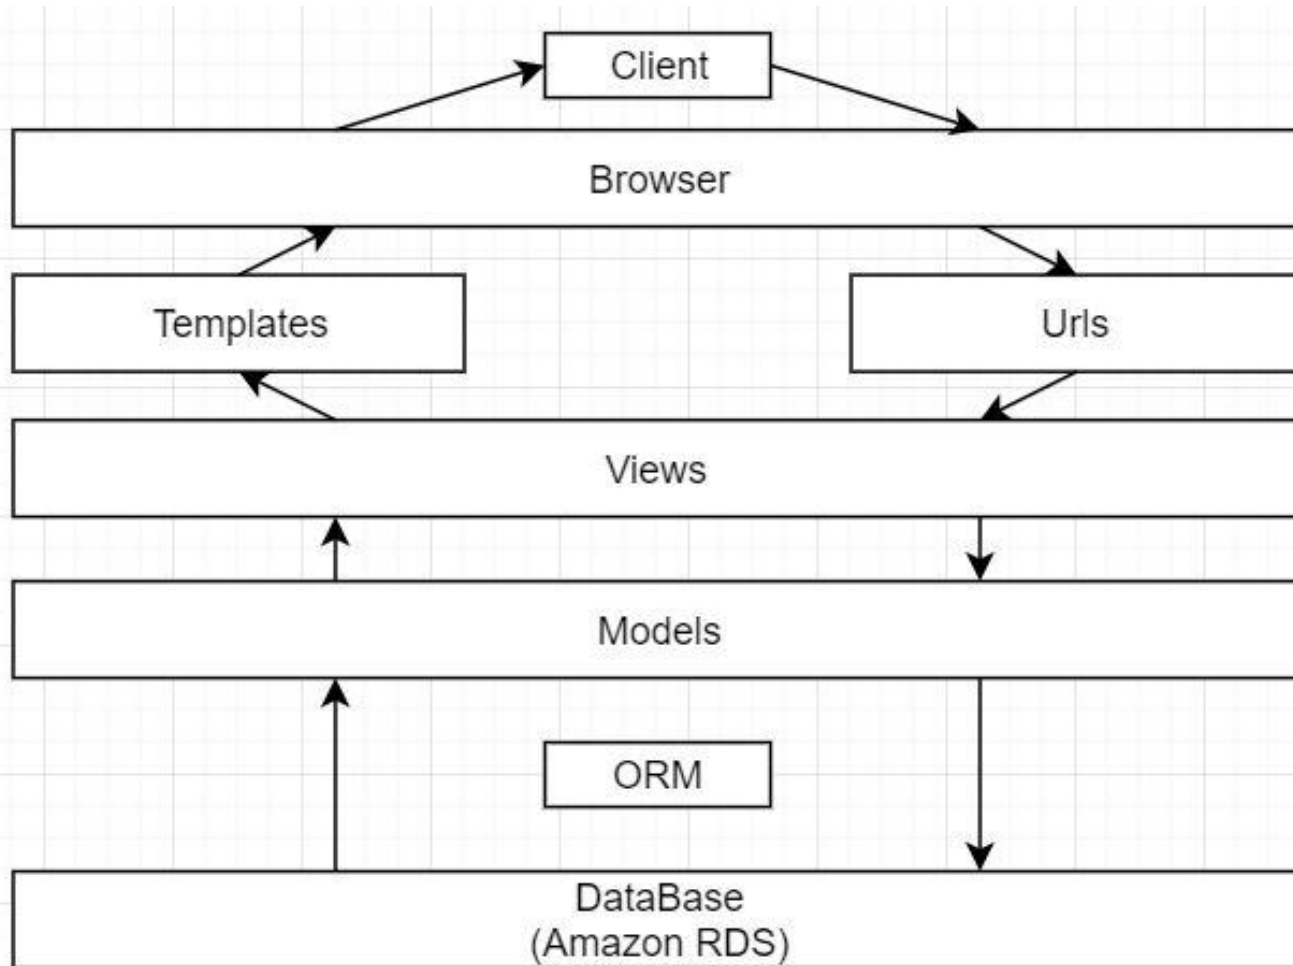 Client
Browser
Templates
Urls
Views
Models
ORM
DataBase
(Amazon RDS)